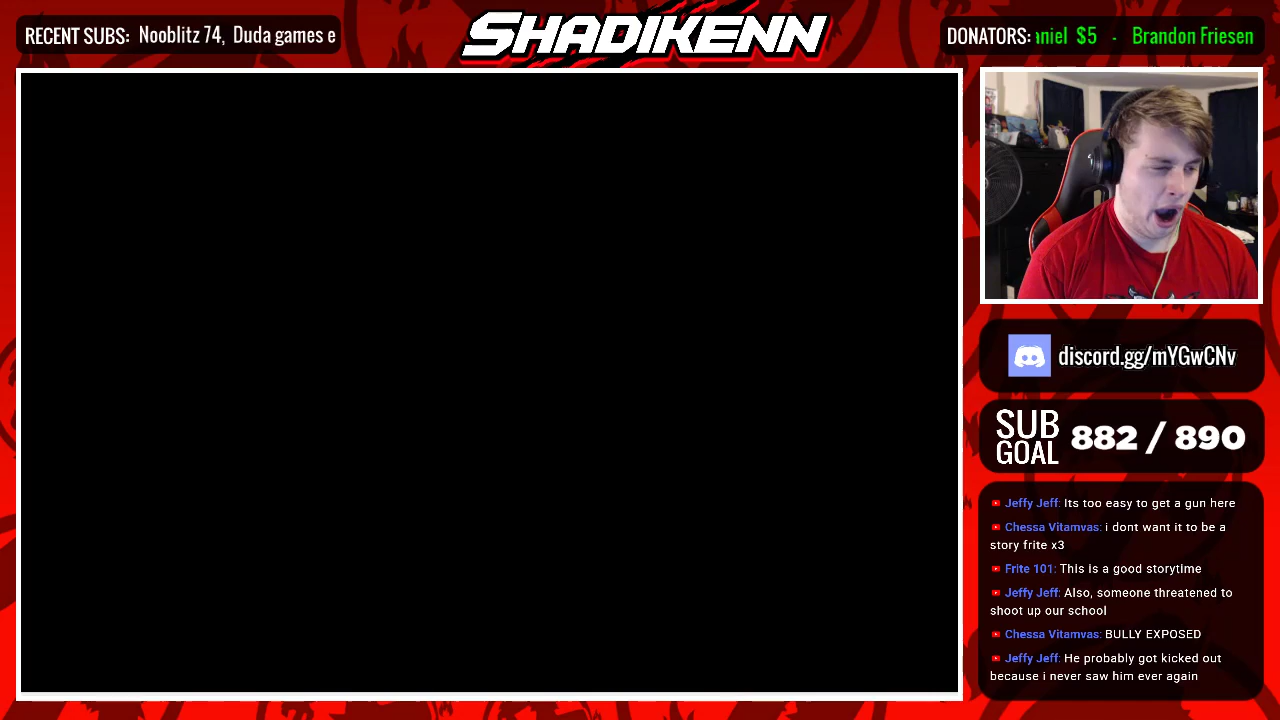 RECENT SUBS: Nooblitz 74, Duda games e
SHADIKENN
DONATORS: aniel $5 - Brandon Friesen
discord.gg/mYGwCNv
SUB GOAL 882 / 890
Jeffy Jeff: Its too easy to get a gun here
Chessa Vitamvas: i dont want it to be a
story frite x3
Frite 101: This is a good storytime
Jeffy Jeff: Also, someone threatened to
shoot up our school
Chessa Vitamvas: BULLY EXPOSED
Jeffy Jeff: He probably got kicked out
because i never saw him ever again